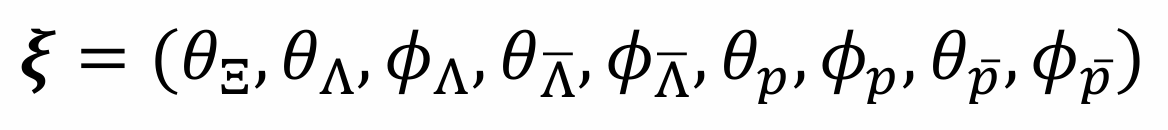 𝝃 = (θ_Ξ, θ_Λ, ϕ_Λ, θ_Λ̅, ϕ_Λ̅, θ_p, ϕ_p, θ_p̄, ϕ_p̄)